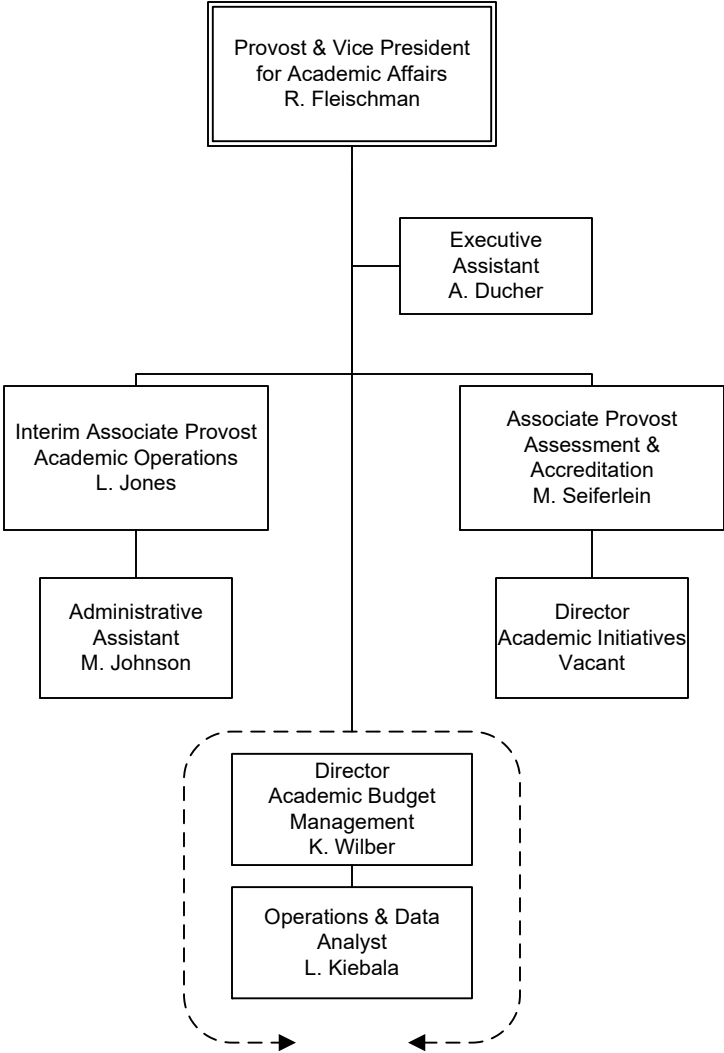 Provost & Vice President
for Academic Affairs
R. Fleischman
Executive
Assistant
A. Ducher
Interim Associate Provost
Academic Operations
L. Jones
Associate Provost
Assessment &
Accreditation
M. Seiferlein
Administrative
Assistant
M. Johnson
Director
Academic Initiatives
Vacant
Director
Academic Budget
Management
K. Wilber
Operations & Data
Analyst
L. Kiebala